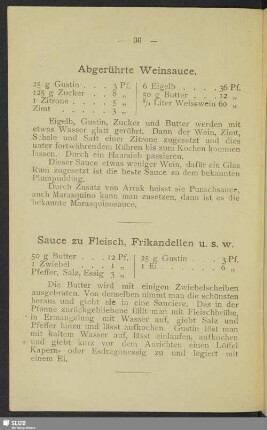 — 36 —
Abgerührte Weinsauce.
25 g Gustin . . . 3 Pf.
125 g Zucker . . 8 „
1 Zitrone . . . . 5 „
Zimt . . . . . 3 „
6 Eigelb . . . . 36 Pf.
50 g Butter . . . 12 „
¾ Liter Weisswein 60 „
Eigelb, Gustin, Zucker und Butter werden mit
etwas Wasser glatt gerührt. Dann der Wein, Zimt,
Schale und Saft einer Zitrone zugesetzt und dies
unter fortwährendem Rühren bis zum Kochen kommen
lassen. Durch ein Haarsieb passieren.
Dieser Sauce etwas weniger Wein, dafür ein Glas
Rum zugesetzt ist die beste Sauce zu dem bekannten
Plumpudding.
Durch Zusatz von Arrak heisst sie Punschsauce,
auch Marasquino kann man zusetzen, dann ist es die
bekannte Marasquinosauce.
Sauce zu Fleisch, Frikandellen u. s. w.
50 g Butter . . . 12 Pf.
1 Zwiebel . . . . 1 „
Pfeffer, Salz, Essig 3 „
25 g Gustin . . . 3 Pf.
1 Ei . . . . . 6 „
Die Butter wird mit einigen Zwiebelscheiben
ausgebraten. Von denselben nimmt man die schönsten
heraus und giebt sie in eine Sauciere. Das in der
Pfanne zurückgebliebene füllt man mit Fleischbrühe,
in Ermangelung mit Wasser auf, giebt Salz und
Pfeffer hinzu und lässt aufkochen. Gustin löst man
mit kaltem Wasser auf, lässt einlaufen, aufkochen
und giebt kurz vor dem Anrichten einen Löffel
Kapern- oder Esdragonessig zu und legiert mit
einem Ei.
SLUB